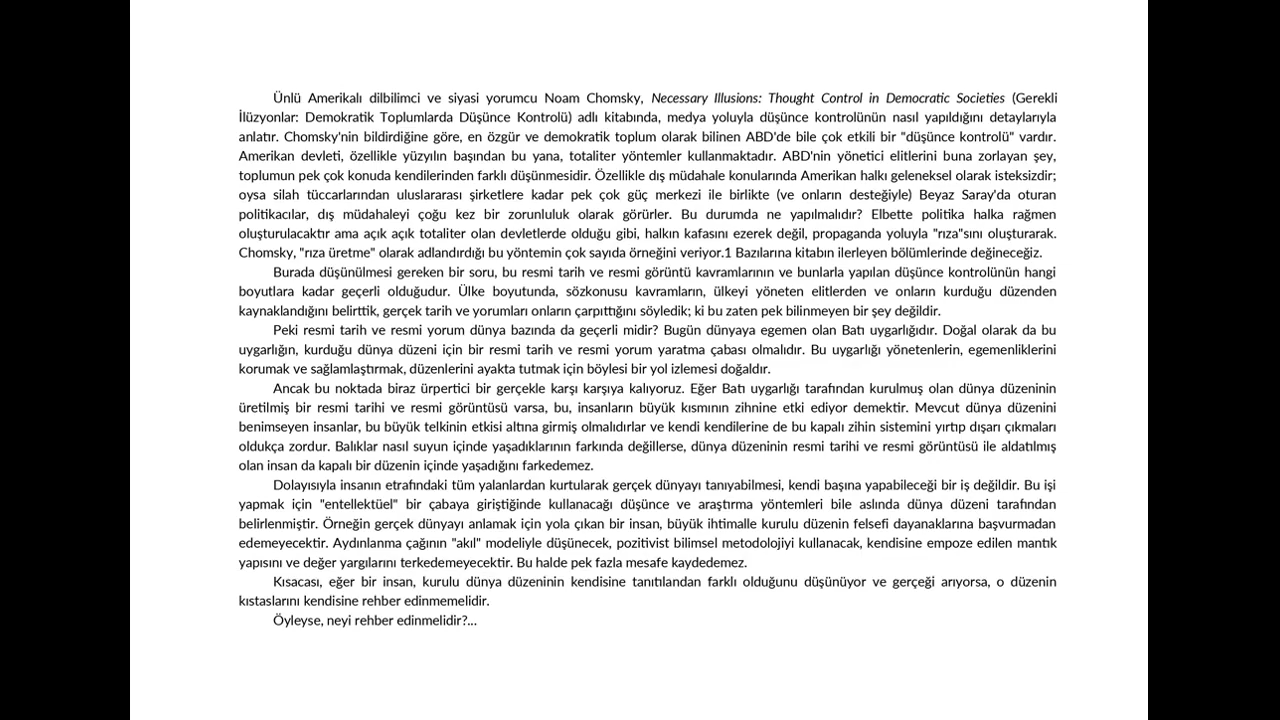 Ünlü Amerikalı dilbilimci ve siyasi yorumcu Noam Chomsky, Necessary Illusions: Thought Control in Democratic Societies (Gerekli
İlüzyonlar: Demokratik Toplumlarda Düşünce Kontrolü) adlı kitabında, medya yoluyla düşünce kontrolünün nasıl yapıldığını detaylarıyla
anlatır. Chomsky'nin bildirdiğine göre, en özgür ve demokratik toplum olarak bilinen ABD'de bile çok etkili bir "düşünce kontrolü" vardır.
Amerikan devleti, özellikle yüzyılın başından bu yana, totaliter yöntemler kullanmaktadır. ABD'nin yönetici elitlerini buna zorlayan şey,
toplumun pek çok konuda kendilerinden farklı düşünmesidir. Özellikle dış müdahale konularında Amerikan halkı geleneksel olarak isteksizdir;
oysa silah tüccarlarından uluslararası şirketlere kadar pek çok güç merkezi ile birlikte (ve onların desteğiyle) Beyaz Saray'da oturan
politikacılar, dış müdahaleyi çoğu kez bir zorunluluk olarak görürler. Bu durumda ne yapılmalıdır? Elbette politika halka rağmen
oluşturulacaktır ama açık açık totaliter olan devletlerde olduğu gibi, halkın kafasını ezerek değil, propaganda yoluyla "rıza"sını oluşturarak.
Chomsky, "rıza üretme" olarak adlandırdığı bu yöntemin çok sayıda örneğini veriyor.1 Bazılarına kitabın ilerleyen bölümlerinde değineceğiz.
Burada düşünülmesi gereken bir soru, bu resmi tarih ve resmi görüntü kavramlarının ve bunlarla yapılan düşünce kontrolünün hangi
boyutlara kadar geçerli olduğudur. Ülke boyutunda, sözkonusu kavramların, ülkeyi yöneten elitlerden ve onların kurduğu düzenden
kaynaklandığını belirttik, gerçek tarih ve yorumları onların çarpıttığını söyledik; ki bu zaten pek bilinmeyen bir şey değildir.
Peki resmi tarih ve resmi yorum dünya bazında da geçerli midir? Bugün dünyaya egemen olan Batı uygarlığıdır. Doğal olarak da bu
uygarlığın, kurduğu dünya düzeni için bir resmi tarih ve resmi yorum yaratma çabası olmalıdır. Bu uygarlığı yönetenlerin, egemenliklerini
korumak ve sağlamlaştırmak, düzenlerini ayakta tutmak için böylesi bir yol izlemesi doğaldır.
Ancak bu noktada biraz ürpertici bir gerçekle karşı karşıya kalıyoruz. Eğer Batı uygarlığı tarafından kurulmuş olan dünya düzeninin
üretilmiş bir resmi tarihi ve resmi görüntüsü varsa, bu, insanların büyük kısmının zihnine etki ediyor demektir. Mevcut dünya düzenini
benimseyen insanlar, bu büyük telkinin etkisi altına girmiş olmalıdırlar ve kendi kendilerine de bu kapalı zihin sistemini yırtıp dışarı çıkmaları
oldukça zordur. Balıklar nasıl suyun içinde yaşadıklarının farkında değillerse, dünya düzeninin resmi tarihi ve resmi görüntüsü ile aldatılmış
olan insan da kapalı bir düzenin içinde yaşadığını farkedemez.
Dolayısıyla insanın etrafındaki tüm yalanlardan kurtularak gerçek dünyayı tanıyabilmesi, kendi başına yapabileceği bir iş değildir. Bu işi
yapmak için "entellektüel" bir çabaya giriştiğinde kullanacağı düşünce ve araştırma yöntemleri bile aslında dünya düzeni tarafından
belirlenmiştir. Örneğin gerçek dünyayı anlamak için yola çıkan bir insan, büyük ihtimalle kurulu düzenin felsefi dayanaklarına başvurmadan
edemeyecektir. Aydınlanma çağının "akıl" modeliyle düşünecek, pozitivist bilimsel metodolojiyi kullanacak, kendisine empoze edilen mantık
yapısını ve değer yargılarını terkedemeyecektir. Bu halde pek fazla mesafe kaydedemez.
Kısacası, eğer bir insan, kurulu dünya düzeninin kendisine tanıtılandan farklı olduğunu düşünüyor ve gerçeği arıyorsa, o düzenin
kıstaslarını kendisine rehber edinmemelidir.
Öyleyse, neyi rehber edinmelidir?...